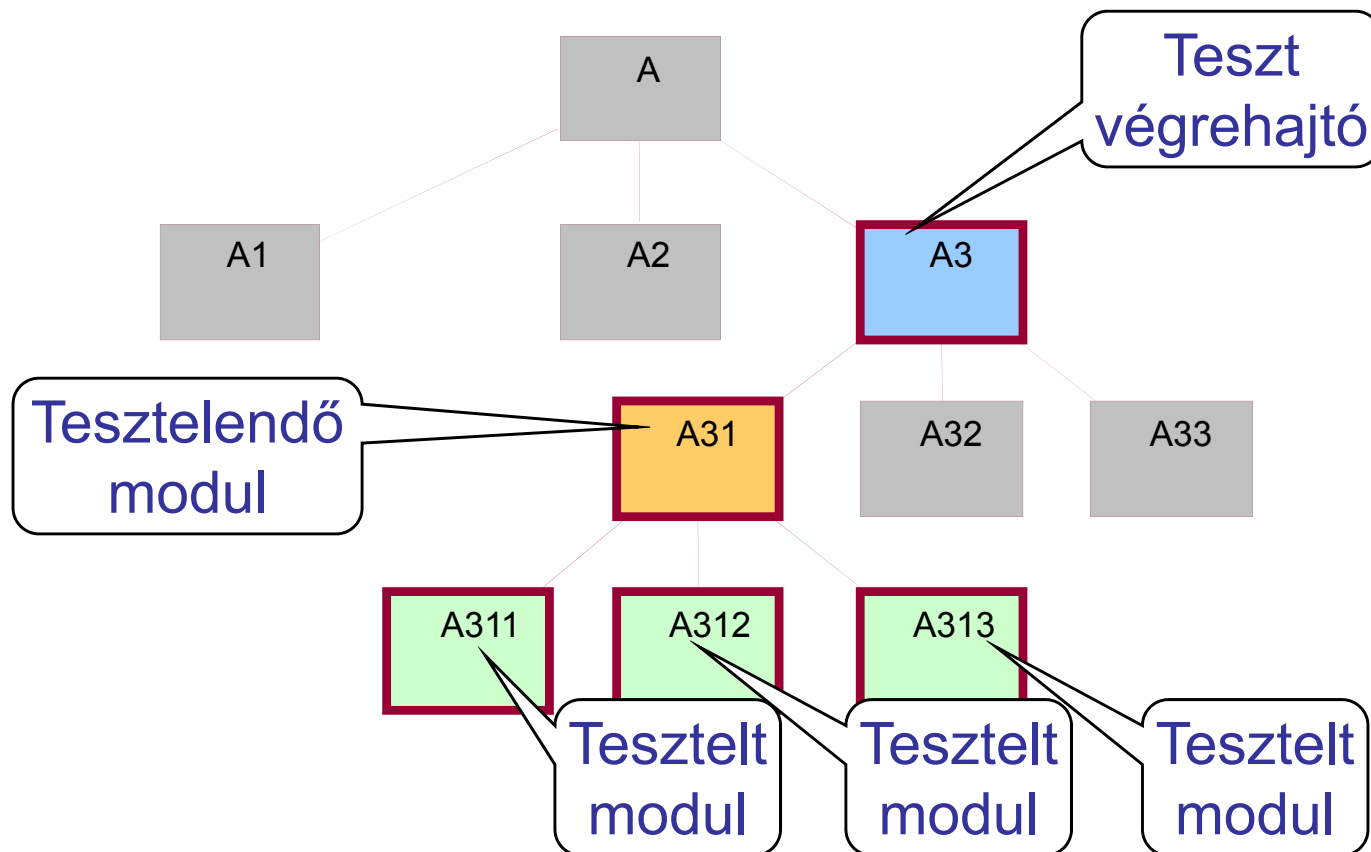 A
Teszt
végrehajtó
A1
A2
A3
Tesztelendő
modul
A31
A32
A33
A311
A312
A313
Tesztelt
modul
Tesztelt
modul
Tesztelt
modul